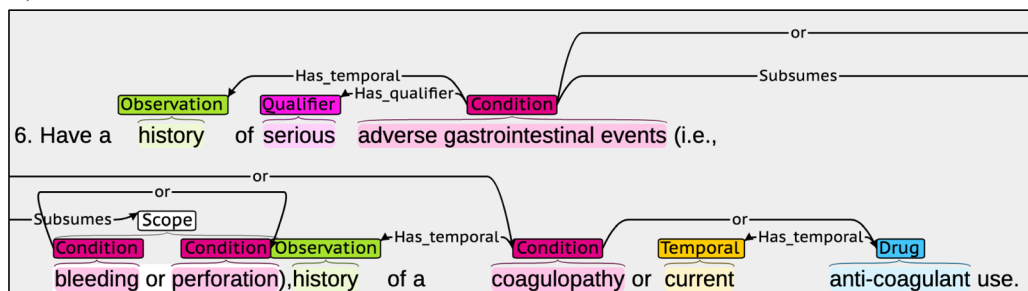 or
Has_temporal Subsumes
Has_qualifier
Observation Qualifier Condition
6. Have a history of serious adverse gastrointestinal events (i.e.,
or
or
Subsumes Scope or
Has_temporal Has_temporal
Condition Condition Observation Condition Temporal Drug
bleeding or perforation),history of a coagulopathy or current anti-coagulant use.